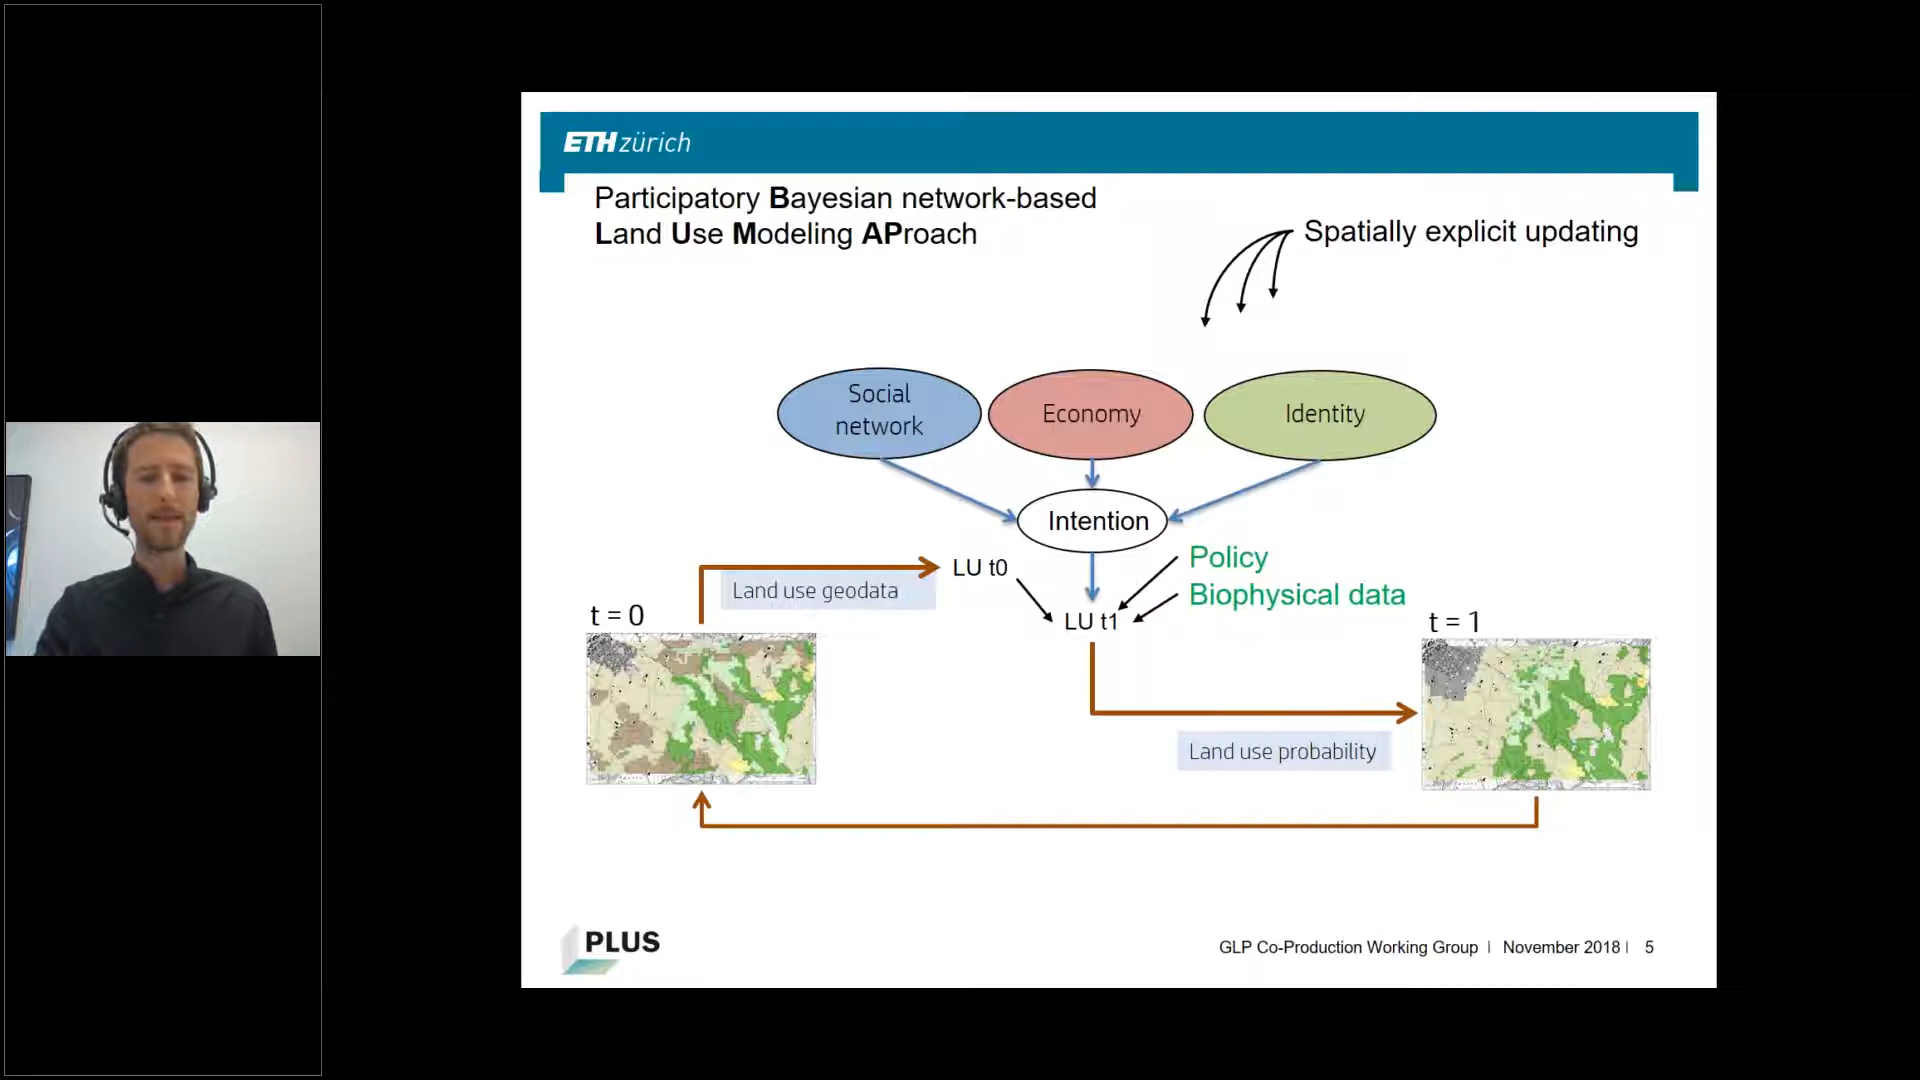 ETH zürich
Participatory Bayesian network-based
Land Use Modeling AProach
Spatially explicit updating
Social
network
Economy
Identity
Intention
LU t0
Policy
Land use geodata
Biophysical data
t = 0
LU t1
t = 1
Land use probability
PLUS
GLP Co-Production Working Group | November 2018 | 5